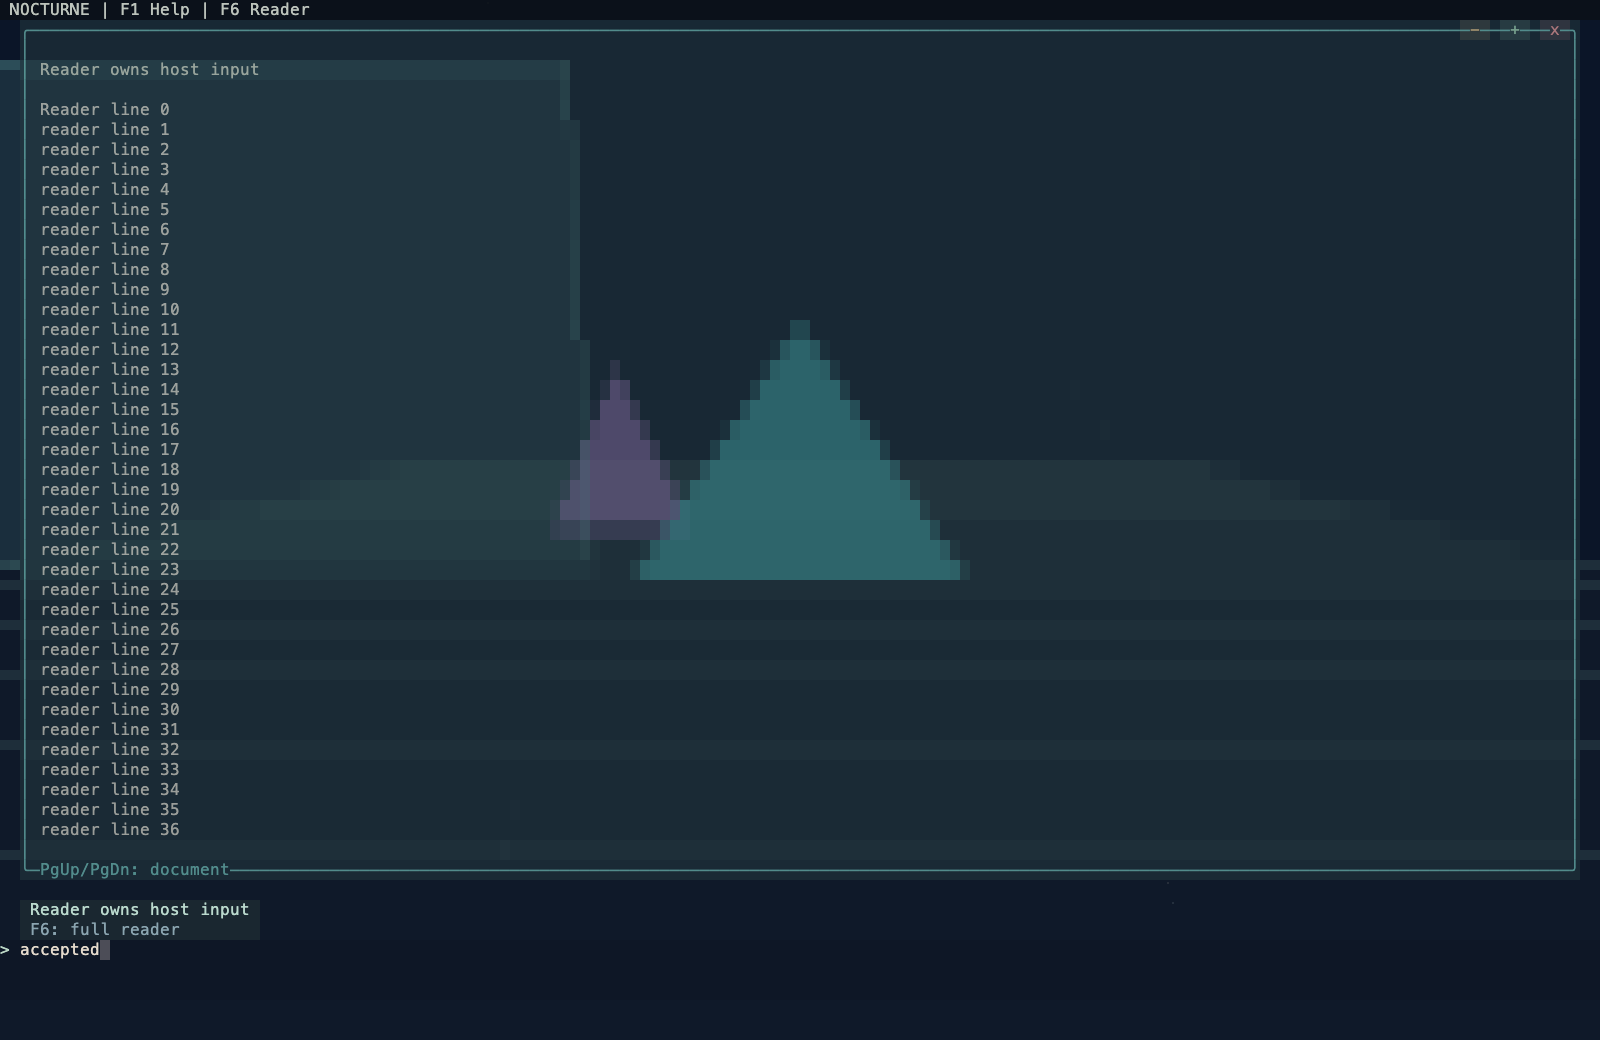 NOCTURNE | F1 Help | F6 Reader
- + x
Reader owns host input
Reader line 0
reader line 1
reader line 2
reader line 3
reader line 4
reader line 5
reader line 6
reader line 7
reader line 8
reader line 9
reader line 10
reader line 11
reader line 12
reader line 13
reader line 14
reader line 15
reader line 16
reader line 17
reader line 18
reader line 19
reader line 20
reader line 21
reader line 22
reader line 23
reader line 24
reader line 25
reader line 26
reader line 27
reader line 28
reader line 29
reader line 30
reader line 31
reader line 32
reader line 33
reader line 34
reader line 35
reader line 36
PgUp/PgDn: document
Reader owns host input
F6: full reader
> accepted